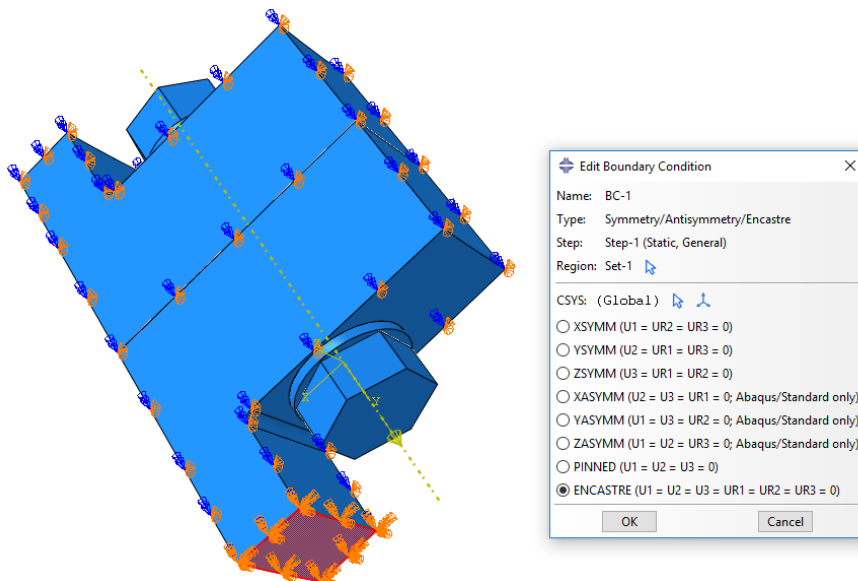 Edit Boundary Condition
Name: BC-1
Type: Symmetry/Antisymmetry/Encastre
Step: Step-1 (Static, General)
Region: Set-1
CSYS: (Global)
XSYMM (U1 = UR2 = UR3 = 0)
YSYMM (U2 = UR1 = UR3 = 0)
ZSYMM (U3 = UR1 = UR2 = 0)
XASYMM (U2 = U3 = UR1 = 0; Abaqus/Standard only)
YASYMM (U1 = U3 = UR2 = 0; Abaqus/Standard only)
ZASYMM (U1 = U2 = UR3 = 0; Abaqus/Standard only)
PINNED (U1 = U2 = U3 = 0)
ENCASTRE (U1 = U2 = U3 = UR1 = UR2 = UR3 = 0)
OK Cancel